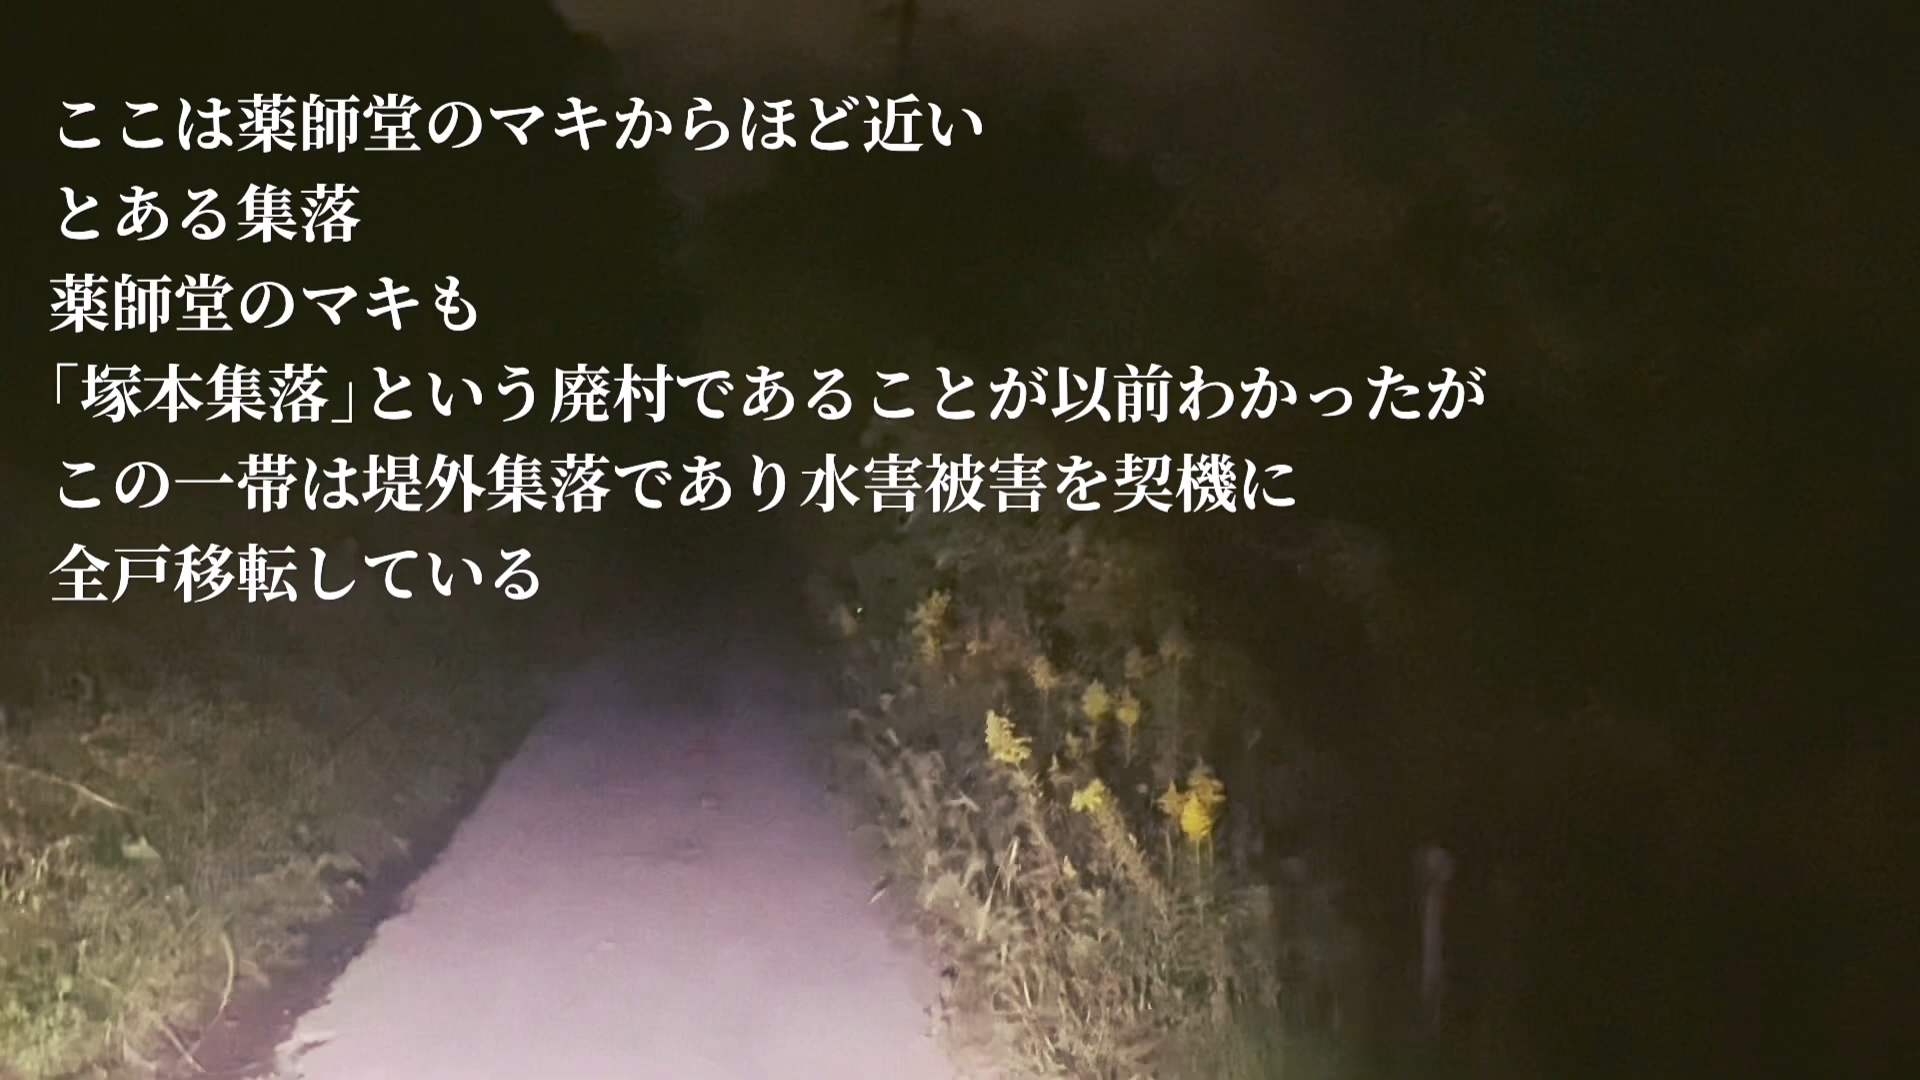 ここは薬師堂のマキからほど近い
とある集落
薬師堂のマキも
｢塚本集落｣という廃村であることが以前わかったが
この一帯は堤外集落であり水害被害を契機に
全戸移転している